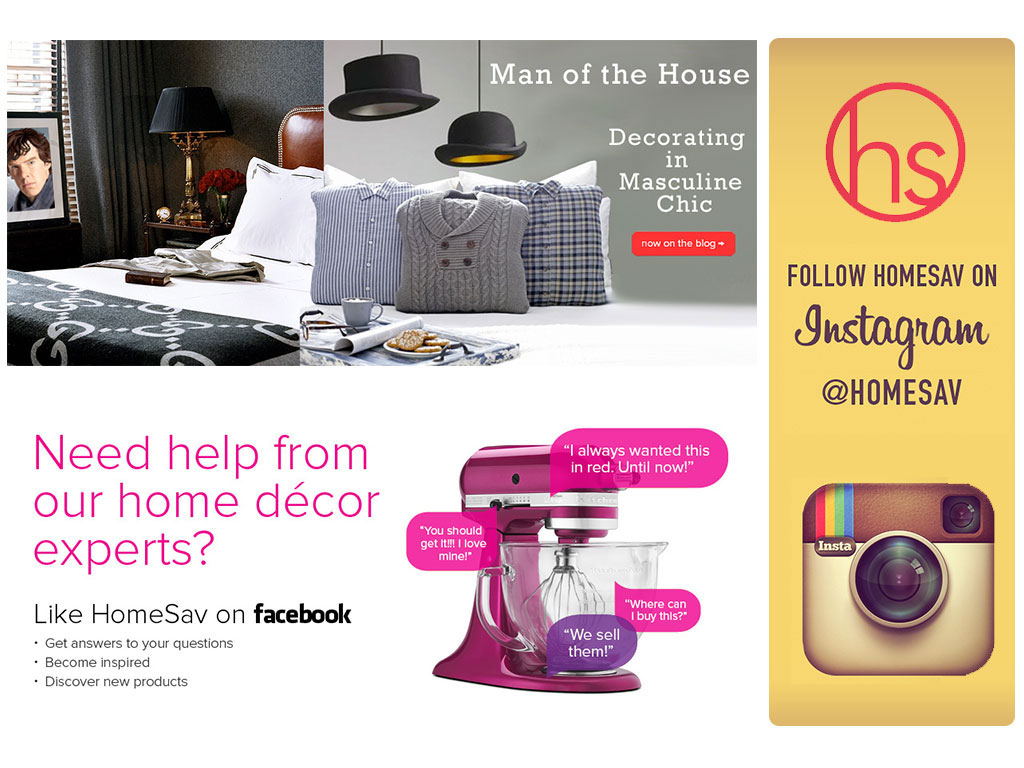 Man of the House
Decorating
in
Masculine
Chic
now on the blog →
hs
FOLLOW HOMESAV ON
Instagram
@HOMESAV
Insta
Need help from
our home décor
experts?
Like HomeSav on facebook
• Get answers to your questions
• Become inspired
• Discover new products
“I always wanted this
in red. Until now!”
“You should
get it!!! I love
mine!”
“Where can
I buy this?”
“We sell
them!”